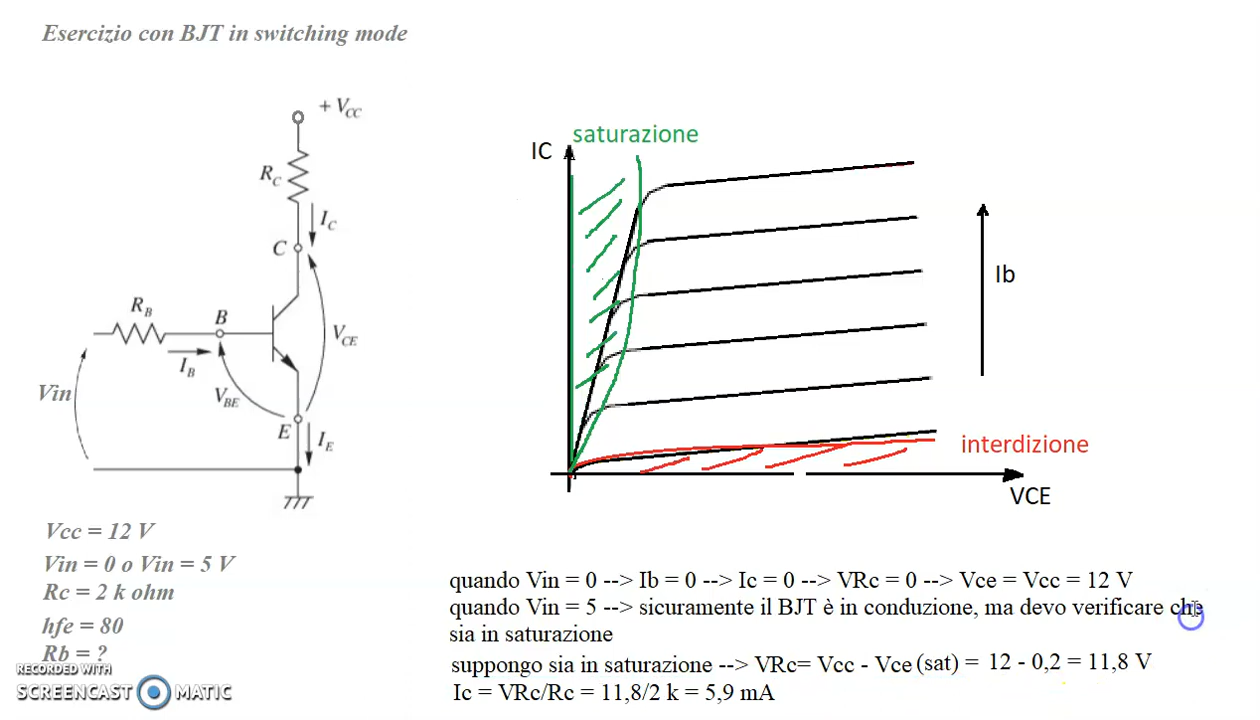 Esercizio con BJT in switching mode
+ VCC
RC
IC
C
RB
B
VCE
IB
Vin
VBE
E
IE
saturazione
IC
Ib
interdizione
VCE
Vcc = 12 V
Vin = 0 o Vin = 5 V
Rc = 2 k ohm
hfe = 80
Rb = ?
RECORDED WITH
SCREENCAST MATIC
quando Vin = 0 --> Ib = 0 --> Ic = 0 --> VRc = 0 --> Vce = Vcc = 12 V
quando Vin = 5 --> sicuramente il BJT è in conduzione, ma devo verificare che
sia in saturazione
suppongo sia in saturazione --> VRc= Vcc - Vce (sat) = 12 - 0,2 = 11,8 V
Ic = VRc/Rc = 11,8/2 k = 5,9 mA